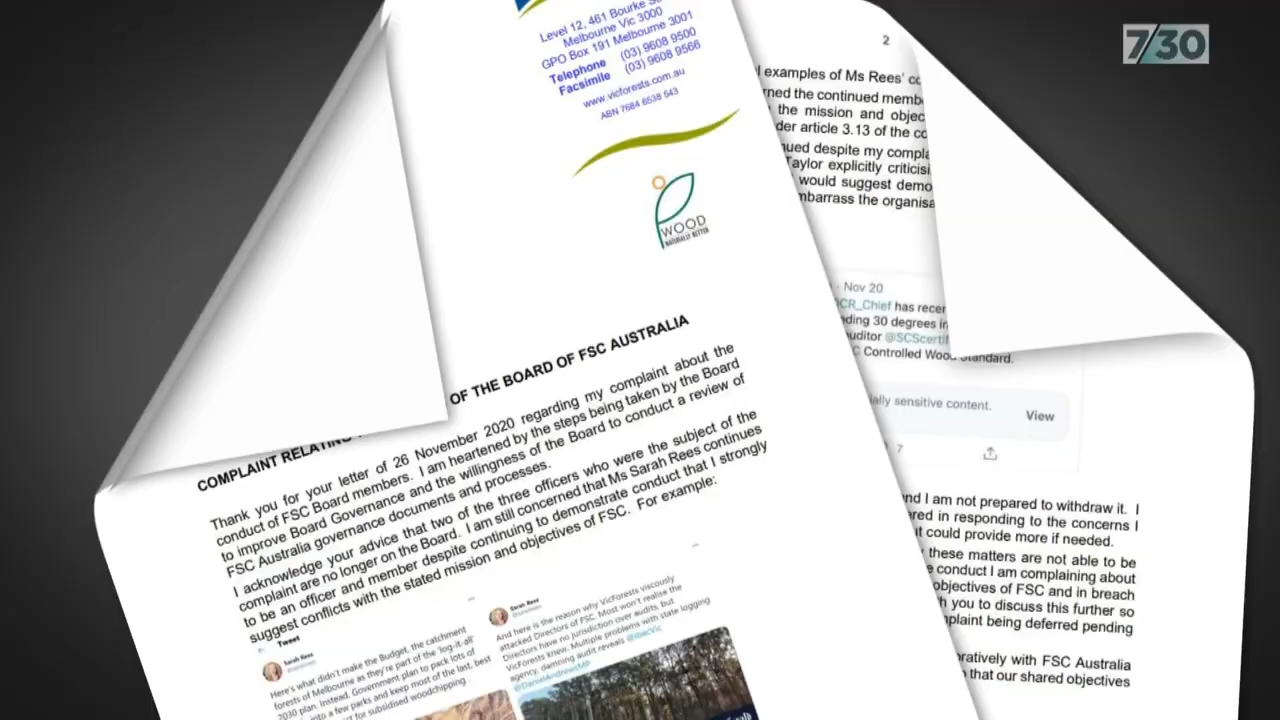 7/30
Level 12, 461 Bourke
Melbourne Vic 3000
GPO Box 191 Melbourne 3001
Telephone (03) 9608 9500
Facsimile (03) 9608 9566
www.vicforests.com.au
ABN 7684 6538 543
WOOD
NATURALLY BETTER
COMPLAINT RELATING OF THE BOARD OF FSC AUSTRALIA
Thank you for your letter of 26 November 2020 regarding my complaint about the
conduct of FSC Board members. I am heartened by the steps being taken by the Board
to improve Board Governance and the willingness of the Board to conduct a review of
FSC Australia governance documents and processes.
I acknowledge your advice that two of the three officers who were the subject of the
complaint are no longer on the Board. I am still concerned that Ms Sarah Rees continues
to be an officer and member despite continuing to demonstrate conduct that I strongly
suggest conflicts with the stated mission and objectives of FSC. For example:
Tweet
Sarah Rees
Here's what didn't make the Budget, the catchment
forests of Melbourne as they're part of the 'log-it-all'
2030 plan. Instead, Government plan to pack lots of
into a few parks and keep most of the last, best
for subsidised woodchipping
Sarah Rees
And here is the reason why VicForests viscously
attacked Directors of FSC. Most won't realise the
Directors have no jurisdiction over audits, but
VicForests knew. Multiple problems with state logging
agency, damning audit reveals @ibacVic
@DanielAndrewsMP
2
examples of Ms Rees'
the continued
the mission and
article 3.13 of the
despite my
Taylor explicitly
would suggest
the
· Nov 20
CR_Chief has
30 degrees
auditor
Controlled Wood Standard.
sensitive content.
View
7
and I am not prepared to withdraw it. I
in responding to the concerns I
could provide more if needed.
these matters are not able to be
conduct I am complaining about
objectives of FSC and in breach
you to discuss this further so
being deferred pending
with FSC Australia
that our shared objectives